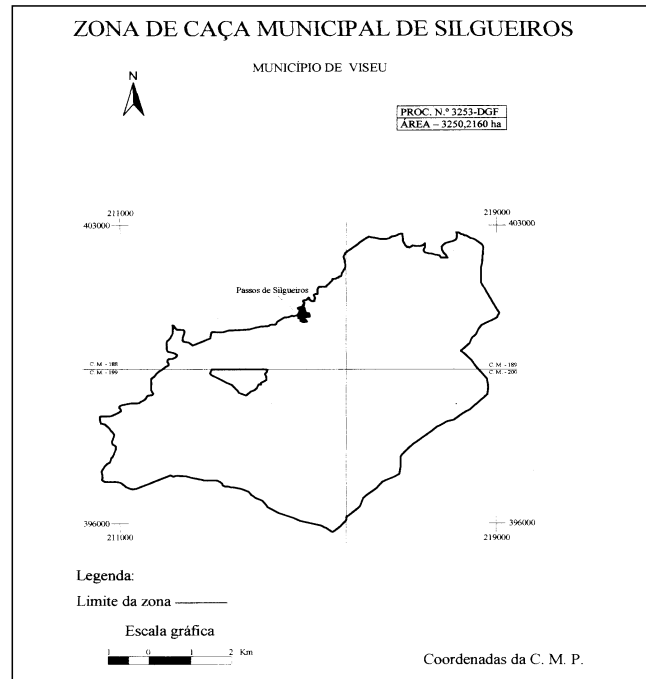 ZONA DE CAÇA MUNICIPAL DE SILGUEIROS
MUNICÍPIO DE VISEU
N
PROC. N.º 3253-DGF
ÁREA – 3250,2160 ha
211000
219000
403000
403000
Passos de Silgueiros
C. M. - 188
C. M. - 189
C. M. - 199
C. M. - 200
396000
396000
211000
219000
Legenda:
Limite da zona
Escala gráfica
1 0 1 2 Km
Coordenadas da C. M. P.